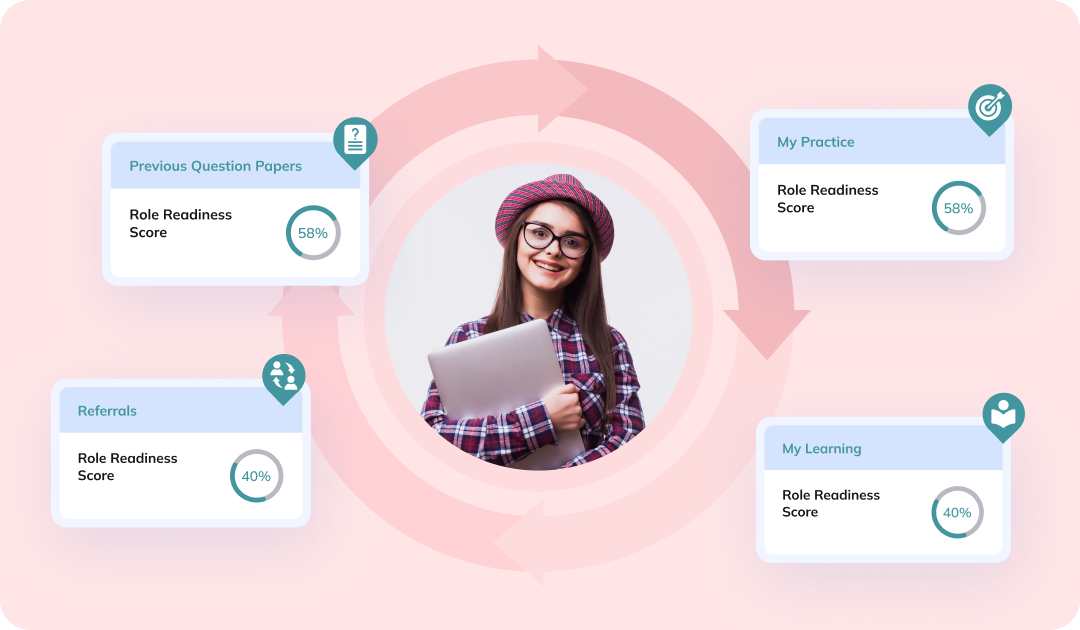 Previous Question Papers
Role Readiness
Score
58%
My Practice
Role Readiness
Score
58%
Referrals
Role Readiness
Score
40%
My Learning
Role Readiness
Score
40%